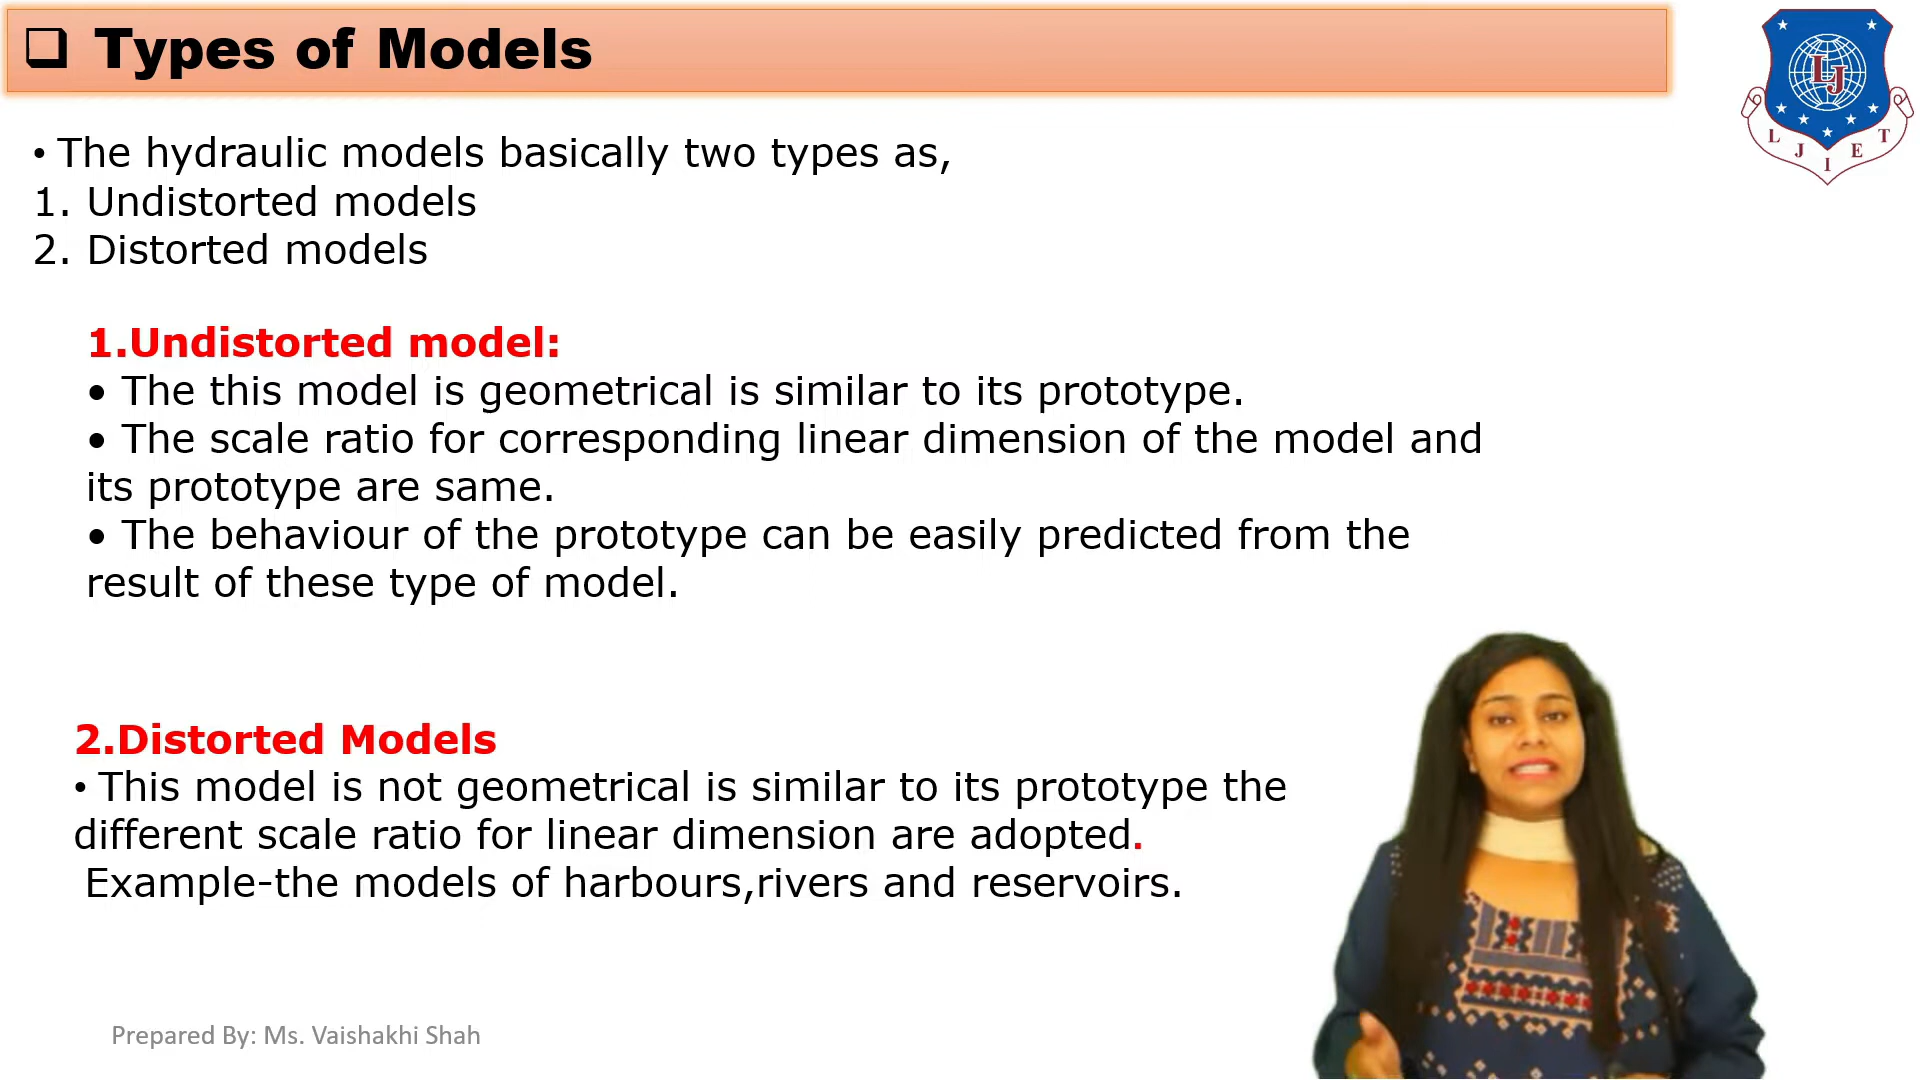 ❑ Types of Models
• The hydraulic models basically two types as,
1. Undistorted models
2. Distorted models
1.Undistorted model:
• The this model is geometrical is similar to its prototype.
• The scale ratio for corresponding linear dimension of the model and
its prototype are same.
• The behaviour of the prototype can be easily predicted from the
result of these type of model.
2.Distorted Models
• This model is not geometrical is similar to its prototype the
different scale ratio for linear dimension are adopted.
Example-the models of harbours,rivers and reservoirs.
Prepared By: Ms. Vaishakhi Shah
LJ
L J I E T